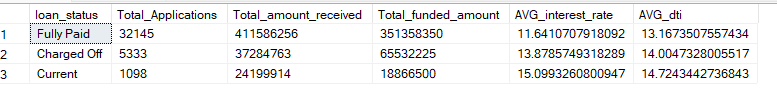 loan_status Total_Applications Total_amount_received Total_funded_amount AVG_interest_rate AVG_dti
1 Fully Paid 32145 411586256 351358350 11.6410707918092 13.1673507557434
2 Charged Off 5333 37284763 65532225 13.8785749318289 14.0047328005517
3 Current 1098 24199914 18866500 15.0993260800947 14.7243442736843